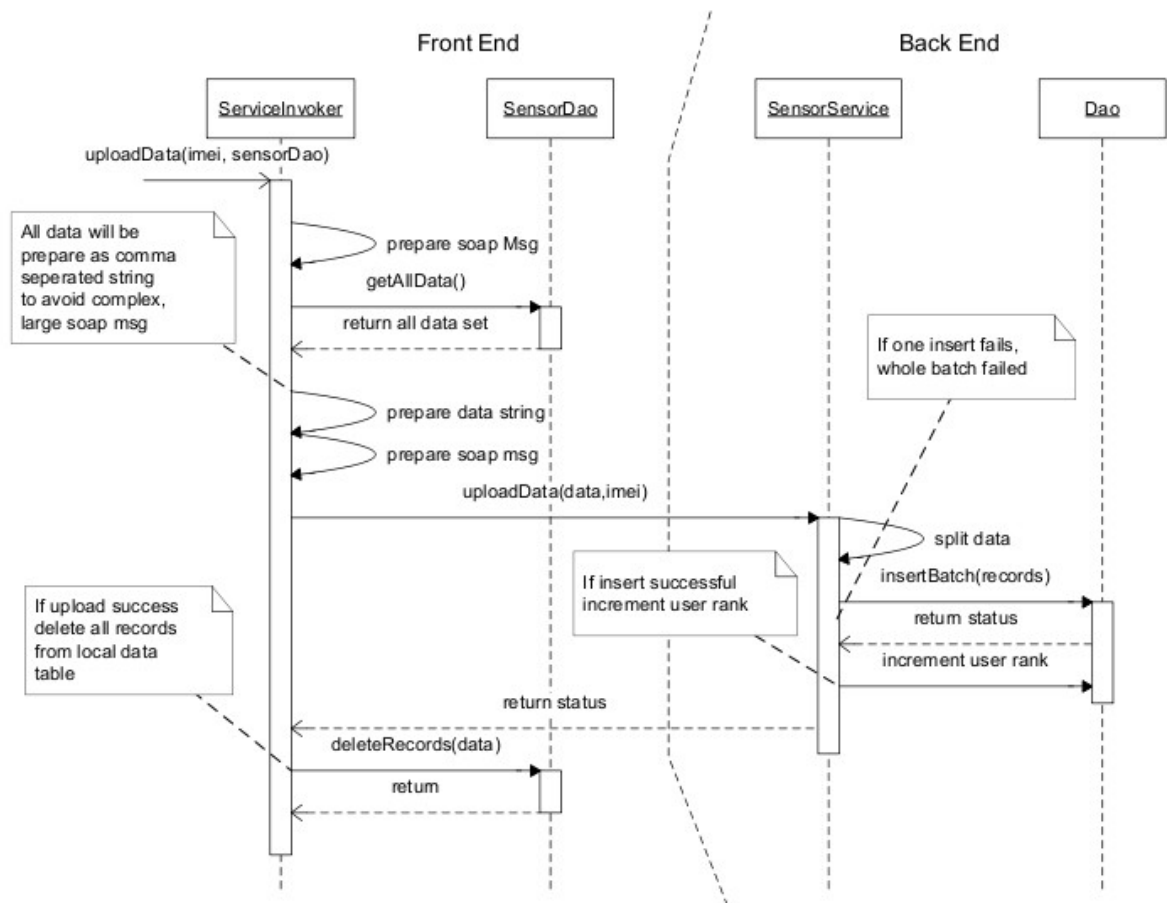 Front End
Back End
ServiceInvoker
SensorDao
SensorService
Dao
uploadData(imei, sensorDao)
All data will be
prepare as comma
seperated string
to avoid complex,
large soap msg
prepare soap Msg
getAllData()
return all data set
If one insert fails,
whole batch failed
prepare data string
prepare soap msg
uploadData(data,imei)
split data
If insert successful
increment user rank
insertBatch(records)
return status
increment user rank
If upload success
delete all records
from local data
table
return status
deleteRecords(data)
return